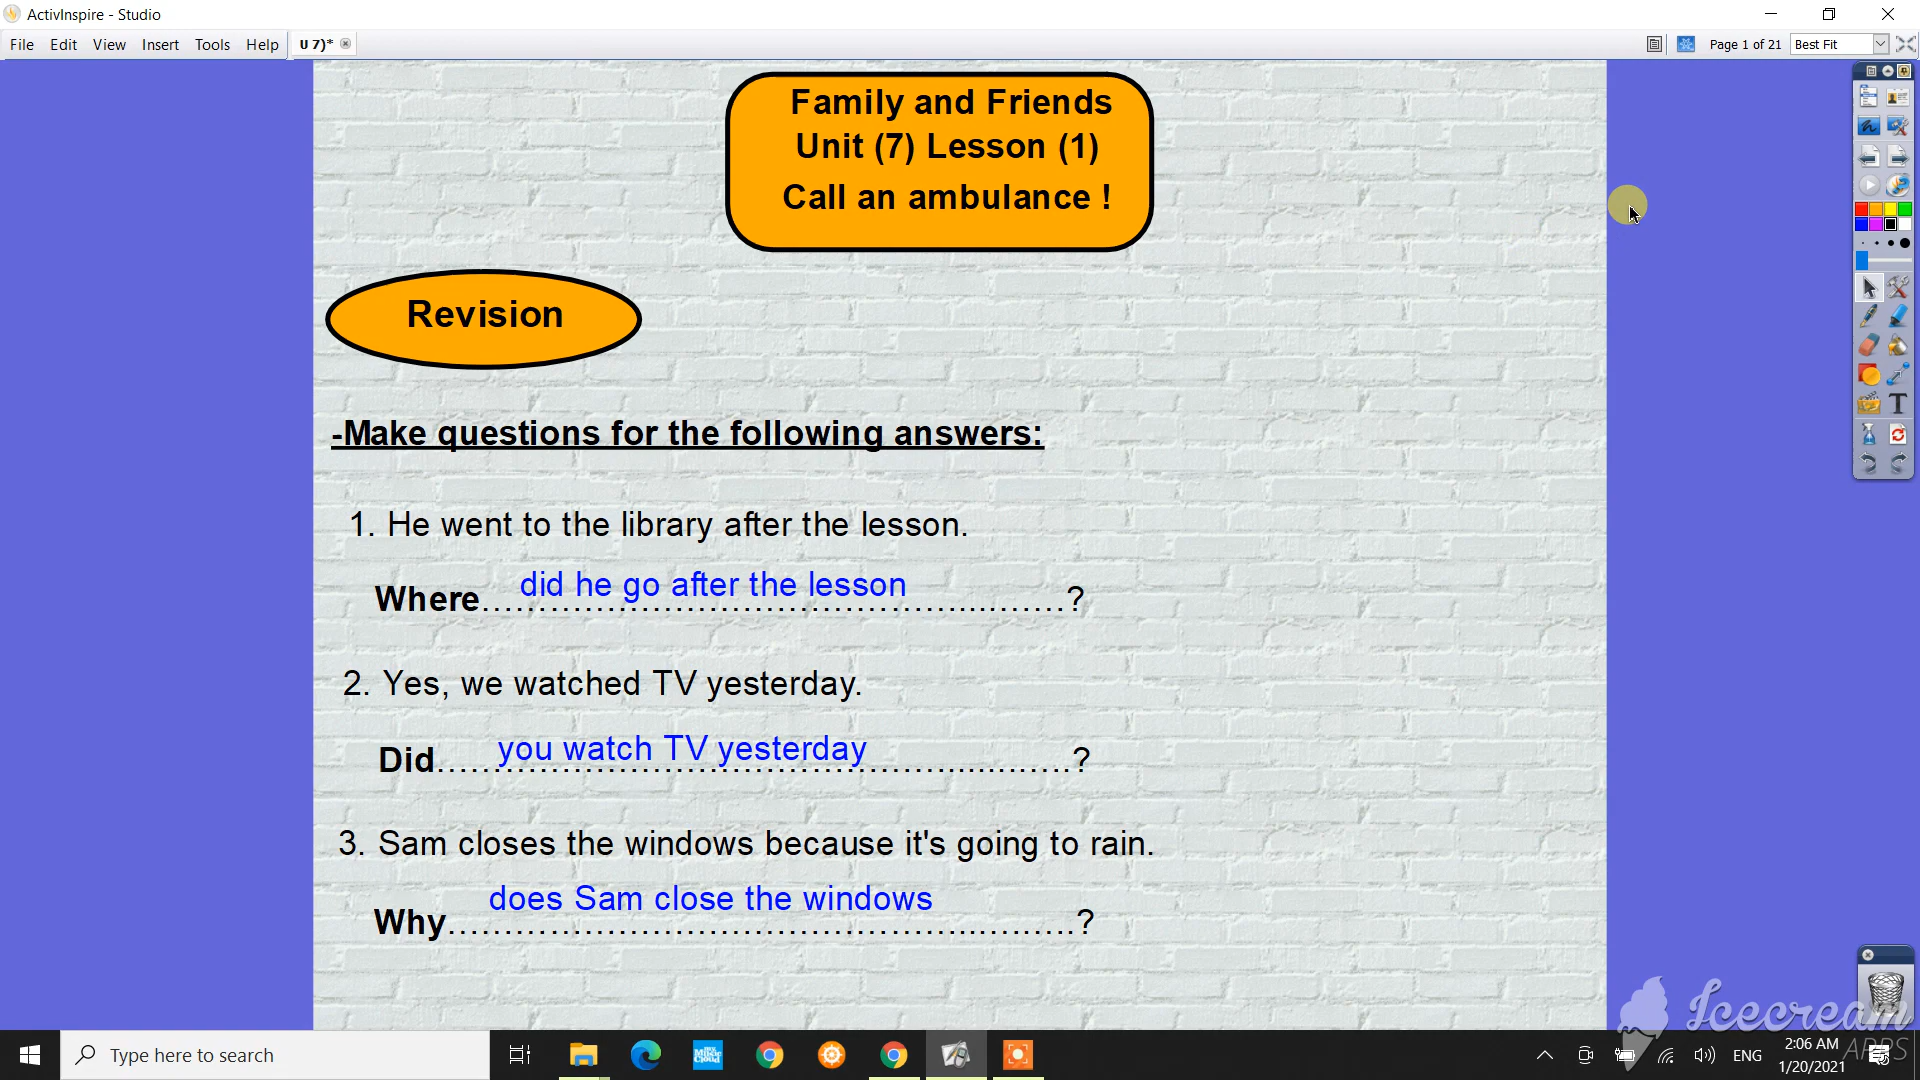 ActivInspire - Studio
File Edit View Insert Tools Help U 7)* Page 1 of 21 Best Fit
Family and Friends
Unit (7) Lesson (1)
Call an ambulance !
Revision
-Make questions for the following answers:
1. He went to the library after the lesson.
did he go after the lesson
Where..................................................?
2. Yes, we watched TV yesterday.
you watch TV yesterday
Did..................................................?
3. Sam closes the windows because it's going to rain.
does Sam close the windows
Why..................................................?
Icecream
APPS
Type here to search
ENG
2:06 AM
1/20/2021